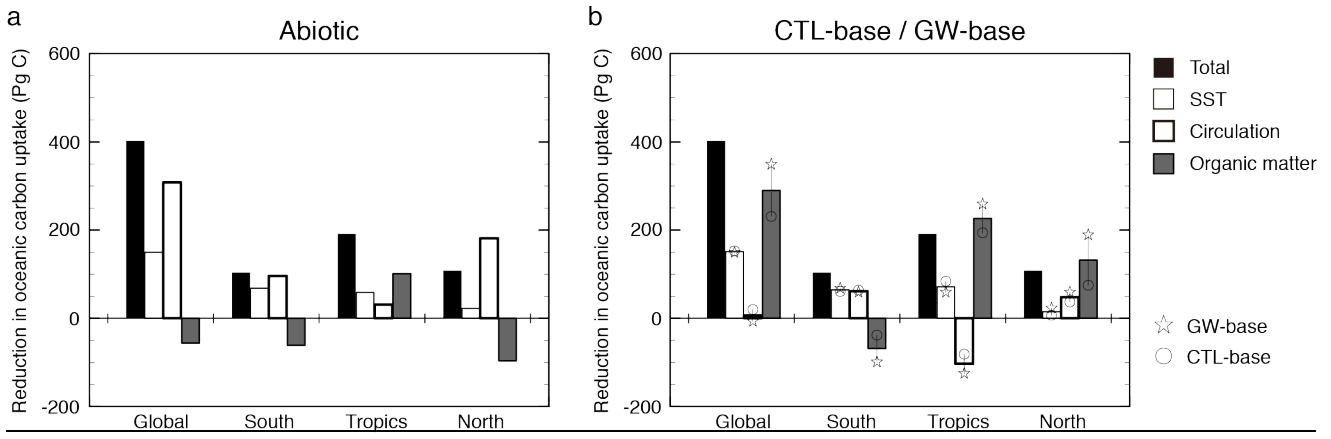 a
Abiotic
Reduction in oceanic carbon uptake (Pg C)
600
400
200
0
-200
Global South Tropics North
b
CTL-base / GW-base
Reduction in oceanic carbon uptake (Pg C)
600
400
200
0
-200
Global South Tropics North
Total
SST
Circulation
Organic matter
GW-base
CTL-base